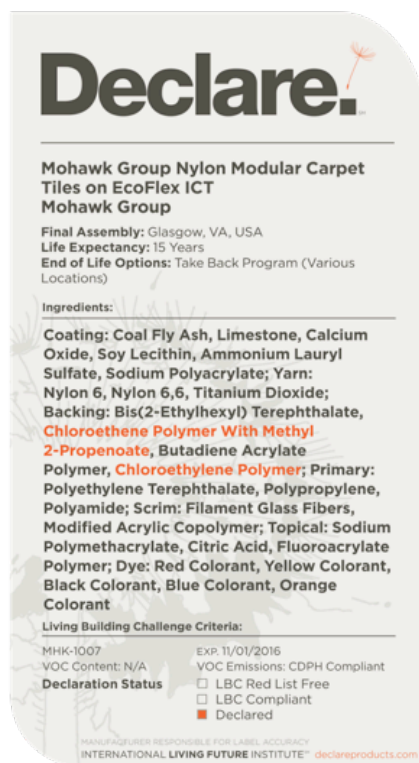 Declare.
SM
Mohawk Group Nylon Modular Carpet
Tiles on EcoFlex ICT
Mohawk Group
Final Assembly: Glasgow, VA, USA
Life Expectancy: 15 Years
End of Life Options: Take Back Program (Various
Locations)
Ingredients:
Coating: Coal Fly Ash, Limestone, Calcium
Oxide, Soy Lecithin, Ammonium Lauryl
Sulfate, Sodium Polyacrylate; Yarn:
Nylon 6, Nylon 6,6, Titanium Dioxide;
Backing: Bis(2-Ethylhexyl) Terephthalate,
Chloroethene Polymer With Methyl
2-Propenoate, Butadiene Acrylate
Polymer, Chloroethylene Polymer; Primary:
Polyethylene Terephthalate, Polypropylene,
Polyamide; Scrim: Filament Glass Fibers,
Modified Acrylic Copolymer; Topical: Sodium
Polymethacrylate, Citric Acid, Fluoroacrylate
Polymer; Dye: Red Colorant, Yellow Colorant,
Black Colorant, Blue Colorant, Orange
Colorant
Living Building Challenge Criteria:
MHK-1007 EXP. 11/01/2016
VOC Content: N/A VOC Emissions: CDPH Compliant
Declaration Status LBC Red List Free
LBC Compliant
Declared
MANUFACTURER RESPONSIBLE FOR LABEL ACCURACY
INTERNATIONAL LIVING FUTURE INSTITUTE™ declareproducts.com